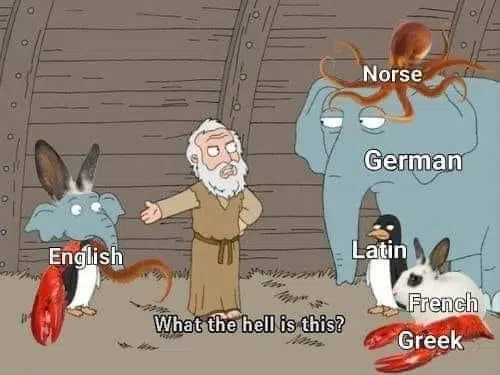 Norse
German
English
Latin
French
What the hell is this?
Greek